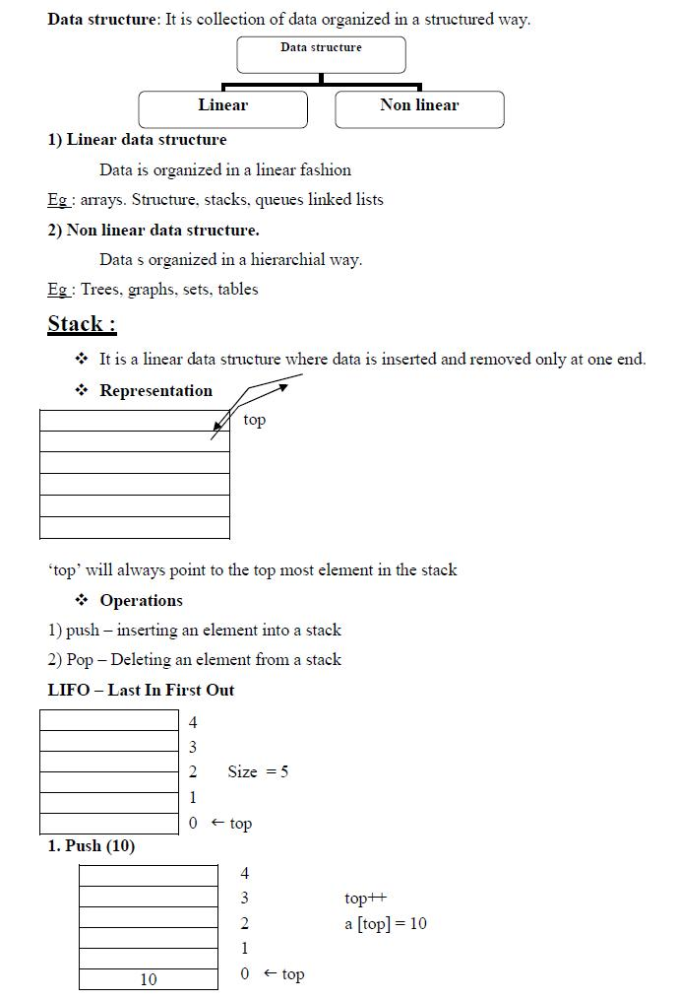 Data structure: It is collection of data organized in a structured way.
Data structure
Linear
Non linear
1) Linear data structure
Data is organized in a linear fashion
Eg : arrays. Structure, stacks, queues linked lists
2) Non linear data structure.
Data s organized in a hierarchial way.
Eg : Trees, graphs, sets, tables
Stack :
❖ It is a linear data structure where data is inserted and removed only at one end.
❖ Representation
top
‘top’ will always point to the top most element in the stack
❖ Operations
1) push – inserting an element into a stack
2) Pop – Deleting an element from a stack
LIFO – Last In First Out
4
3
2 Size = 5
1
0 ← top
1. Push (10)
4
3 top++
2 a [top] = 10
1
10 0 ← top